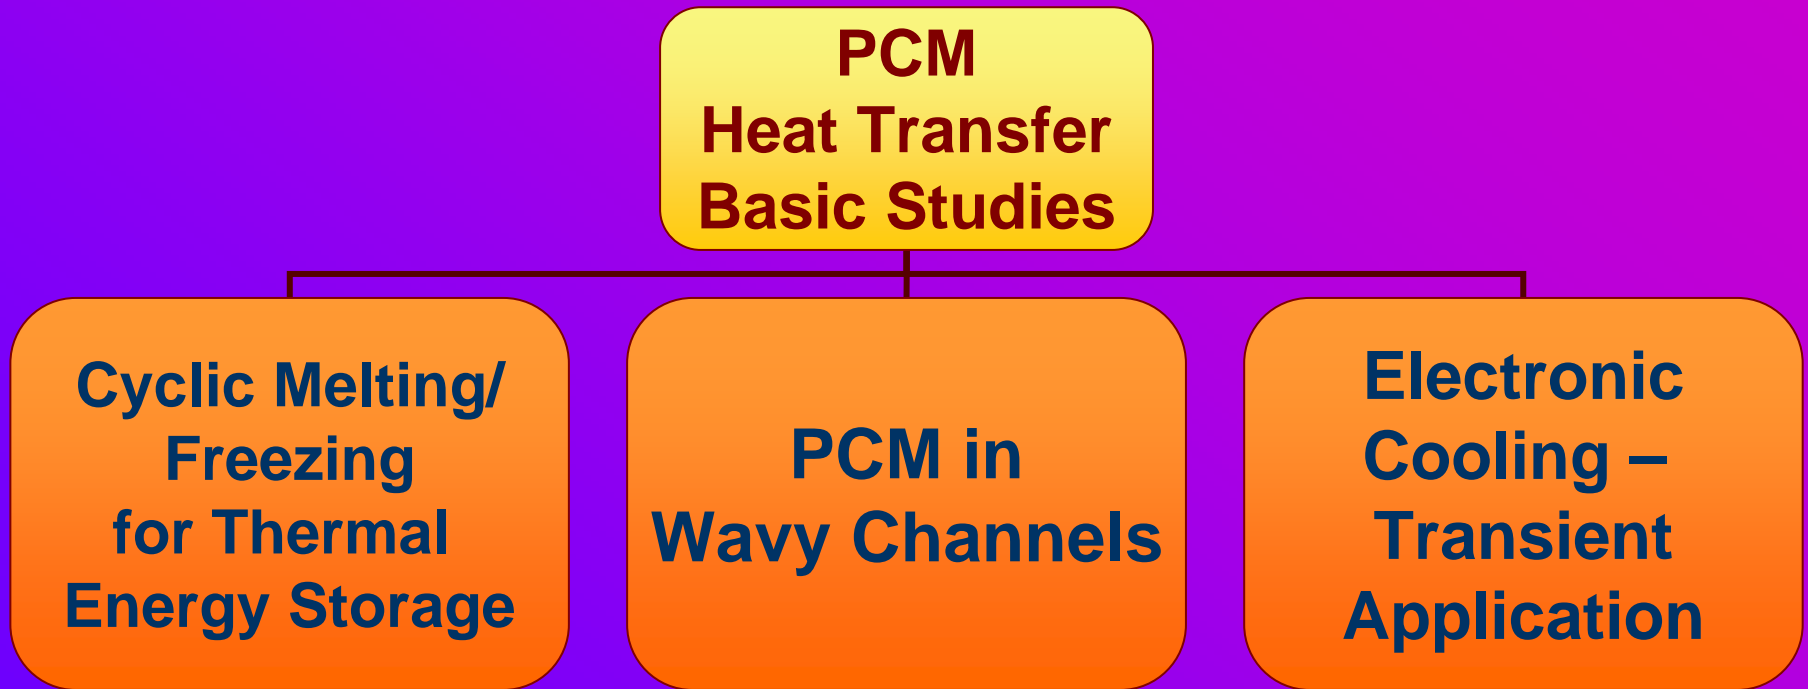 PCM
Heat Transfer
Basic Studies
Cyclic Melting/
Freezing
for Thermal
Energy Storage
PCM in
Wavy Channels
Electronic
Cooling –
Transient
Application